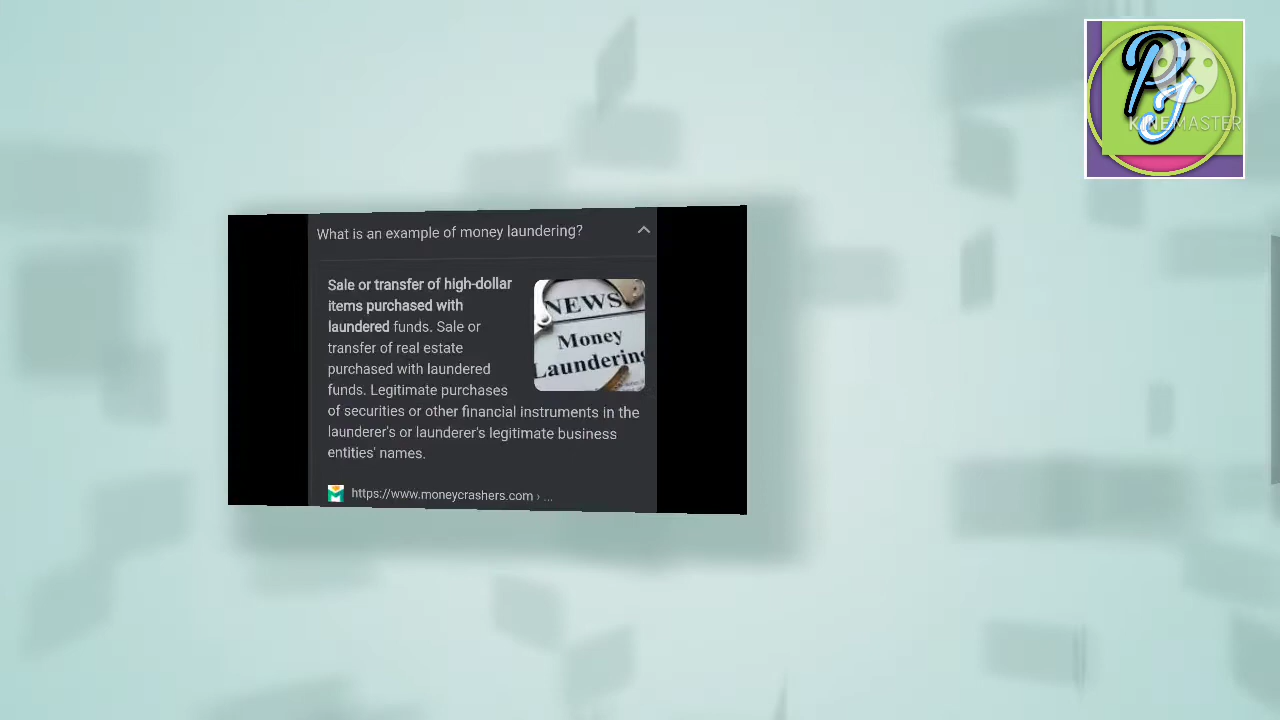 PJ
KINEMASTER
What is an example of money laundering?
Sale or transfer of high-dollar
items purchased with
laundered funds. Sale or
transfer of real estate
purchased with laundered
funds. Legitimate purchases
of securities or other financial instruments in the
launderer's or launderer's legitimate business
entities' names.
NEWS
Money
Laundering
https://www.moneycrashers.com › ...